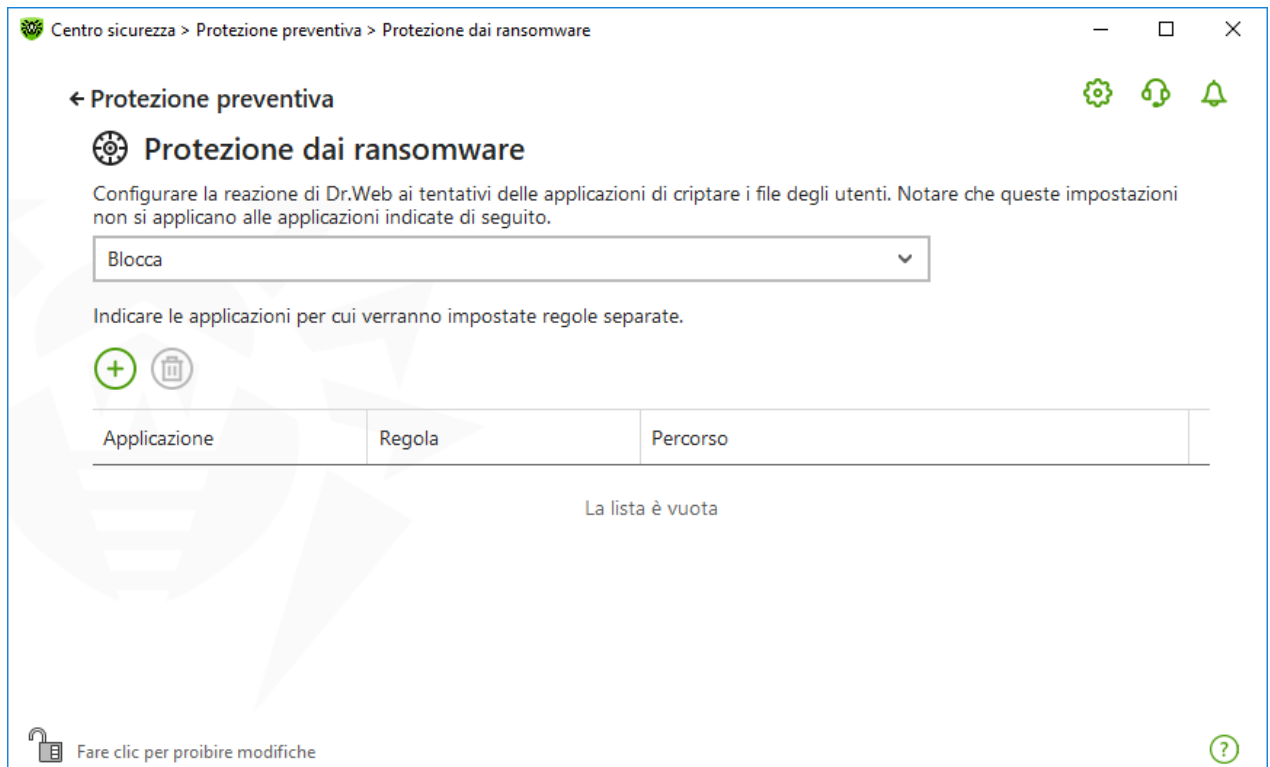 Centro sicurezza > Protezione preventiva > Protezione dai ransomware
Protezione preventiva
Protezione dai ransomware
Configurare la reazione di Dr.Web ai tentativi delle applicazioni di criptare i file degli utenti. Notare che queste impostazioni
non si applicano alle applicazioni indicate di seguito.
Blocca
Indicare le applicazioni per cui verranno impostate regole separate.
Applicazione Regola Percorso
La lista è vuota
Fare clic per proibire modifiche